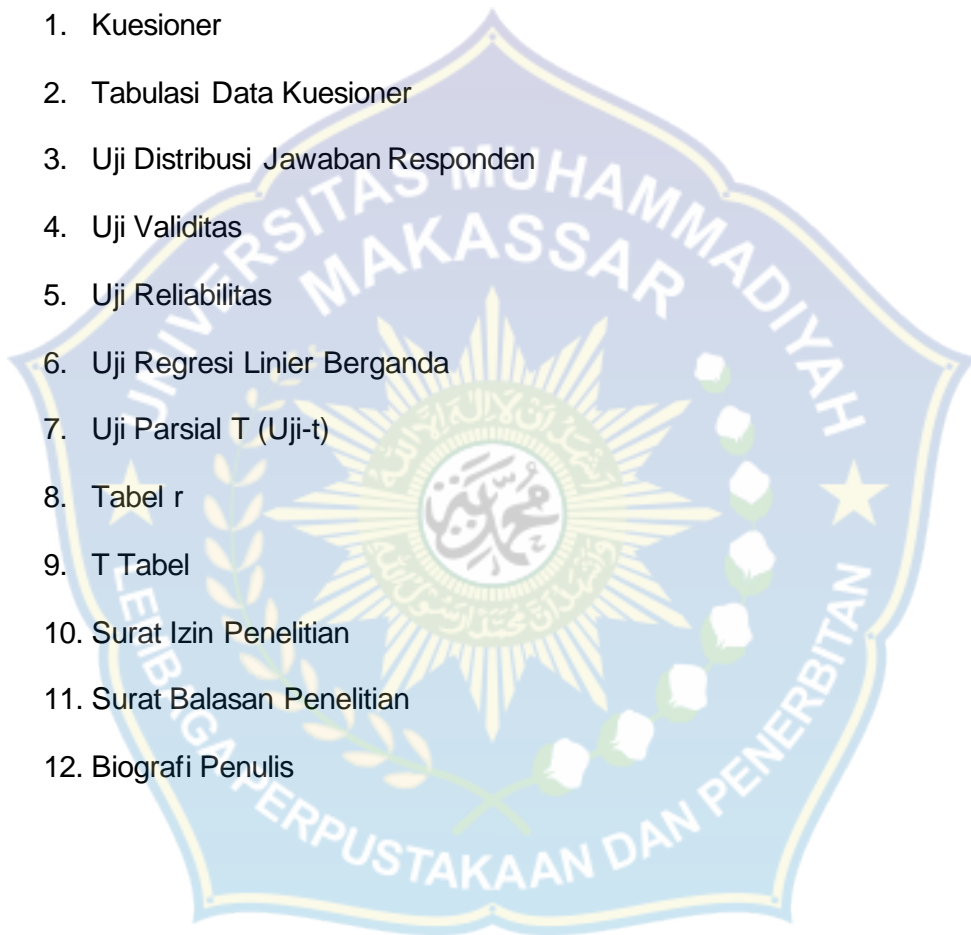 1. Kuesioner
2. Tabulasi Data Kuesioner
3. Uji Distribusi Jawaban Responden
4. Uji Validitas
5. Uji Reliabilitas
6. Uji Regresi Linier Berganda
7. Uji Parsial T (Uji-t)
8. Tabel r
9. T Tabel
10. Surat Izin Penelitian
11. Surat Balasan Penelitian
12. Biografi Penulis
UNIVERSITAS MUHAMMADIYAH
MAKASSAR
LEMBAGA PERPUSTAKAAN DAN PENERBITAN